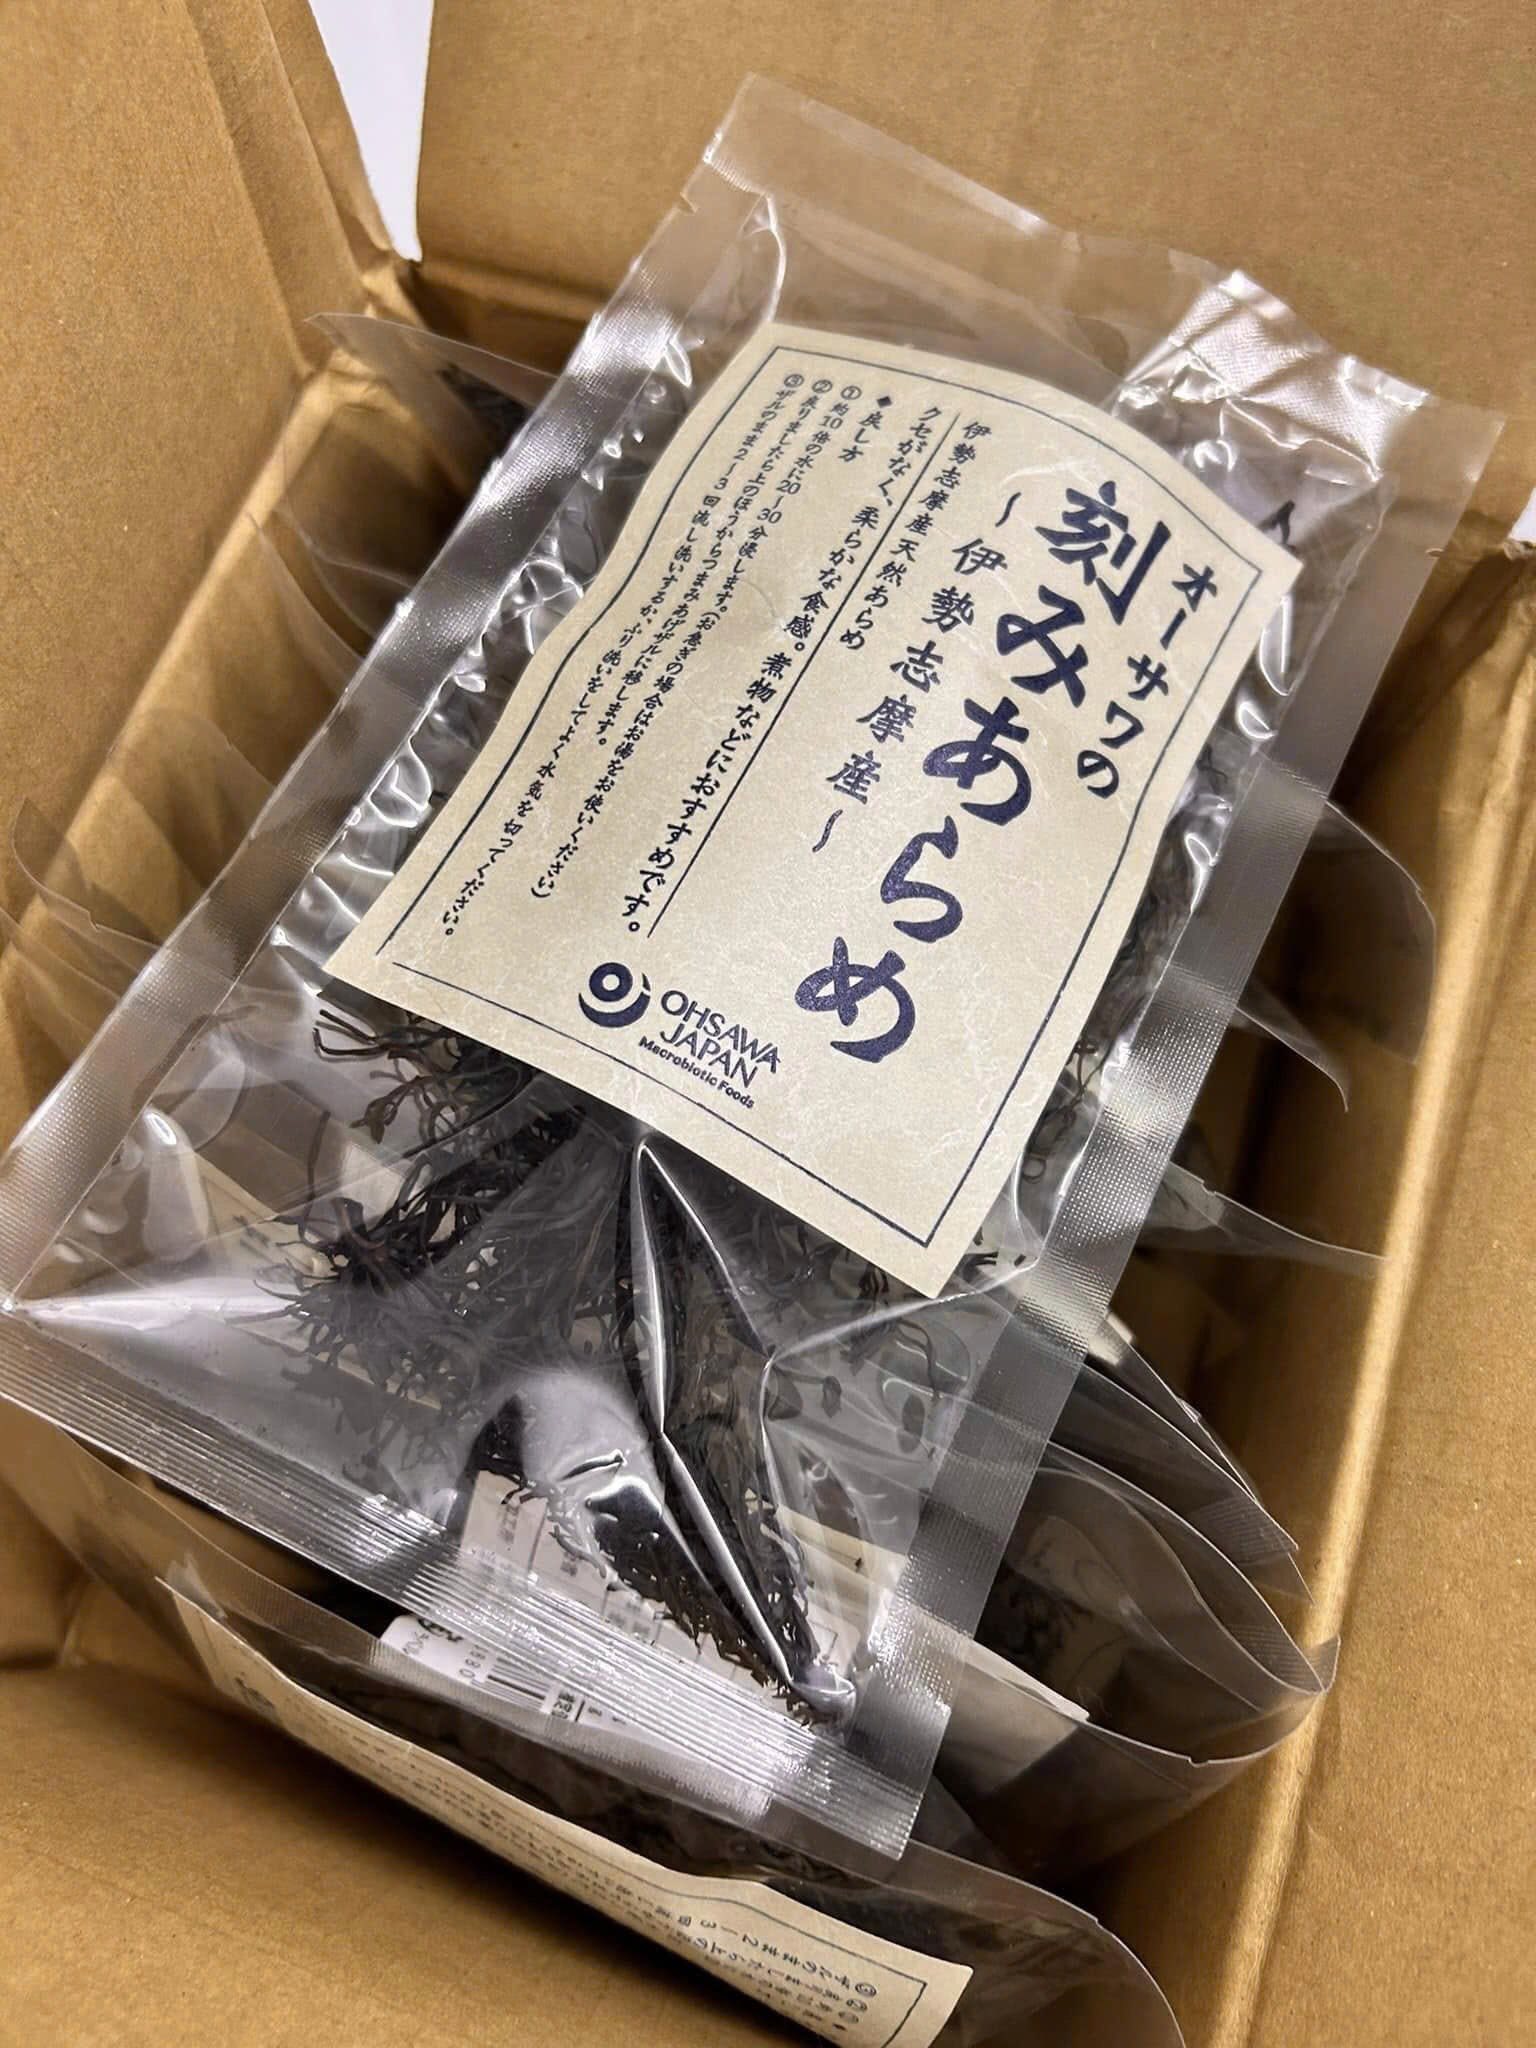 オーサワの
刻みあらめ
～伊勢志摩産～
伊勢志摩産天然あらめ
クセがなく、柔らかな食感。煮物などにおすすめです。
◆戻し方
①約10倍の水に20～30分浸します。(お急ぎの場合はお湯をお使いください)
②戻りましたら上のほうからつまみあげザルに移します。
③ザルのまま2～3回流し洗いするか、ふり洗いをしてよく水気を切ってください。
OHSAWA
JAPAN
Macrobiotic Foods